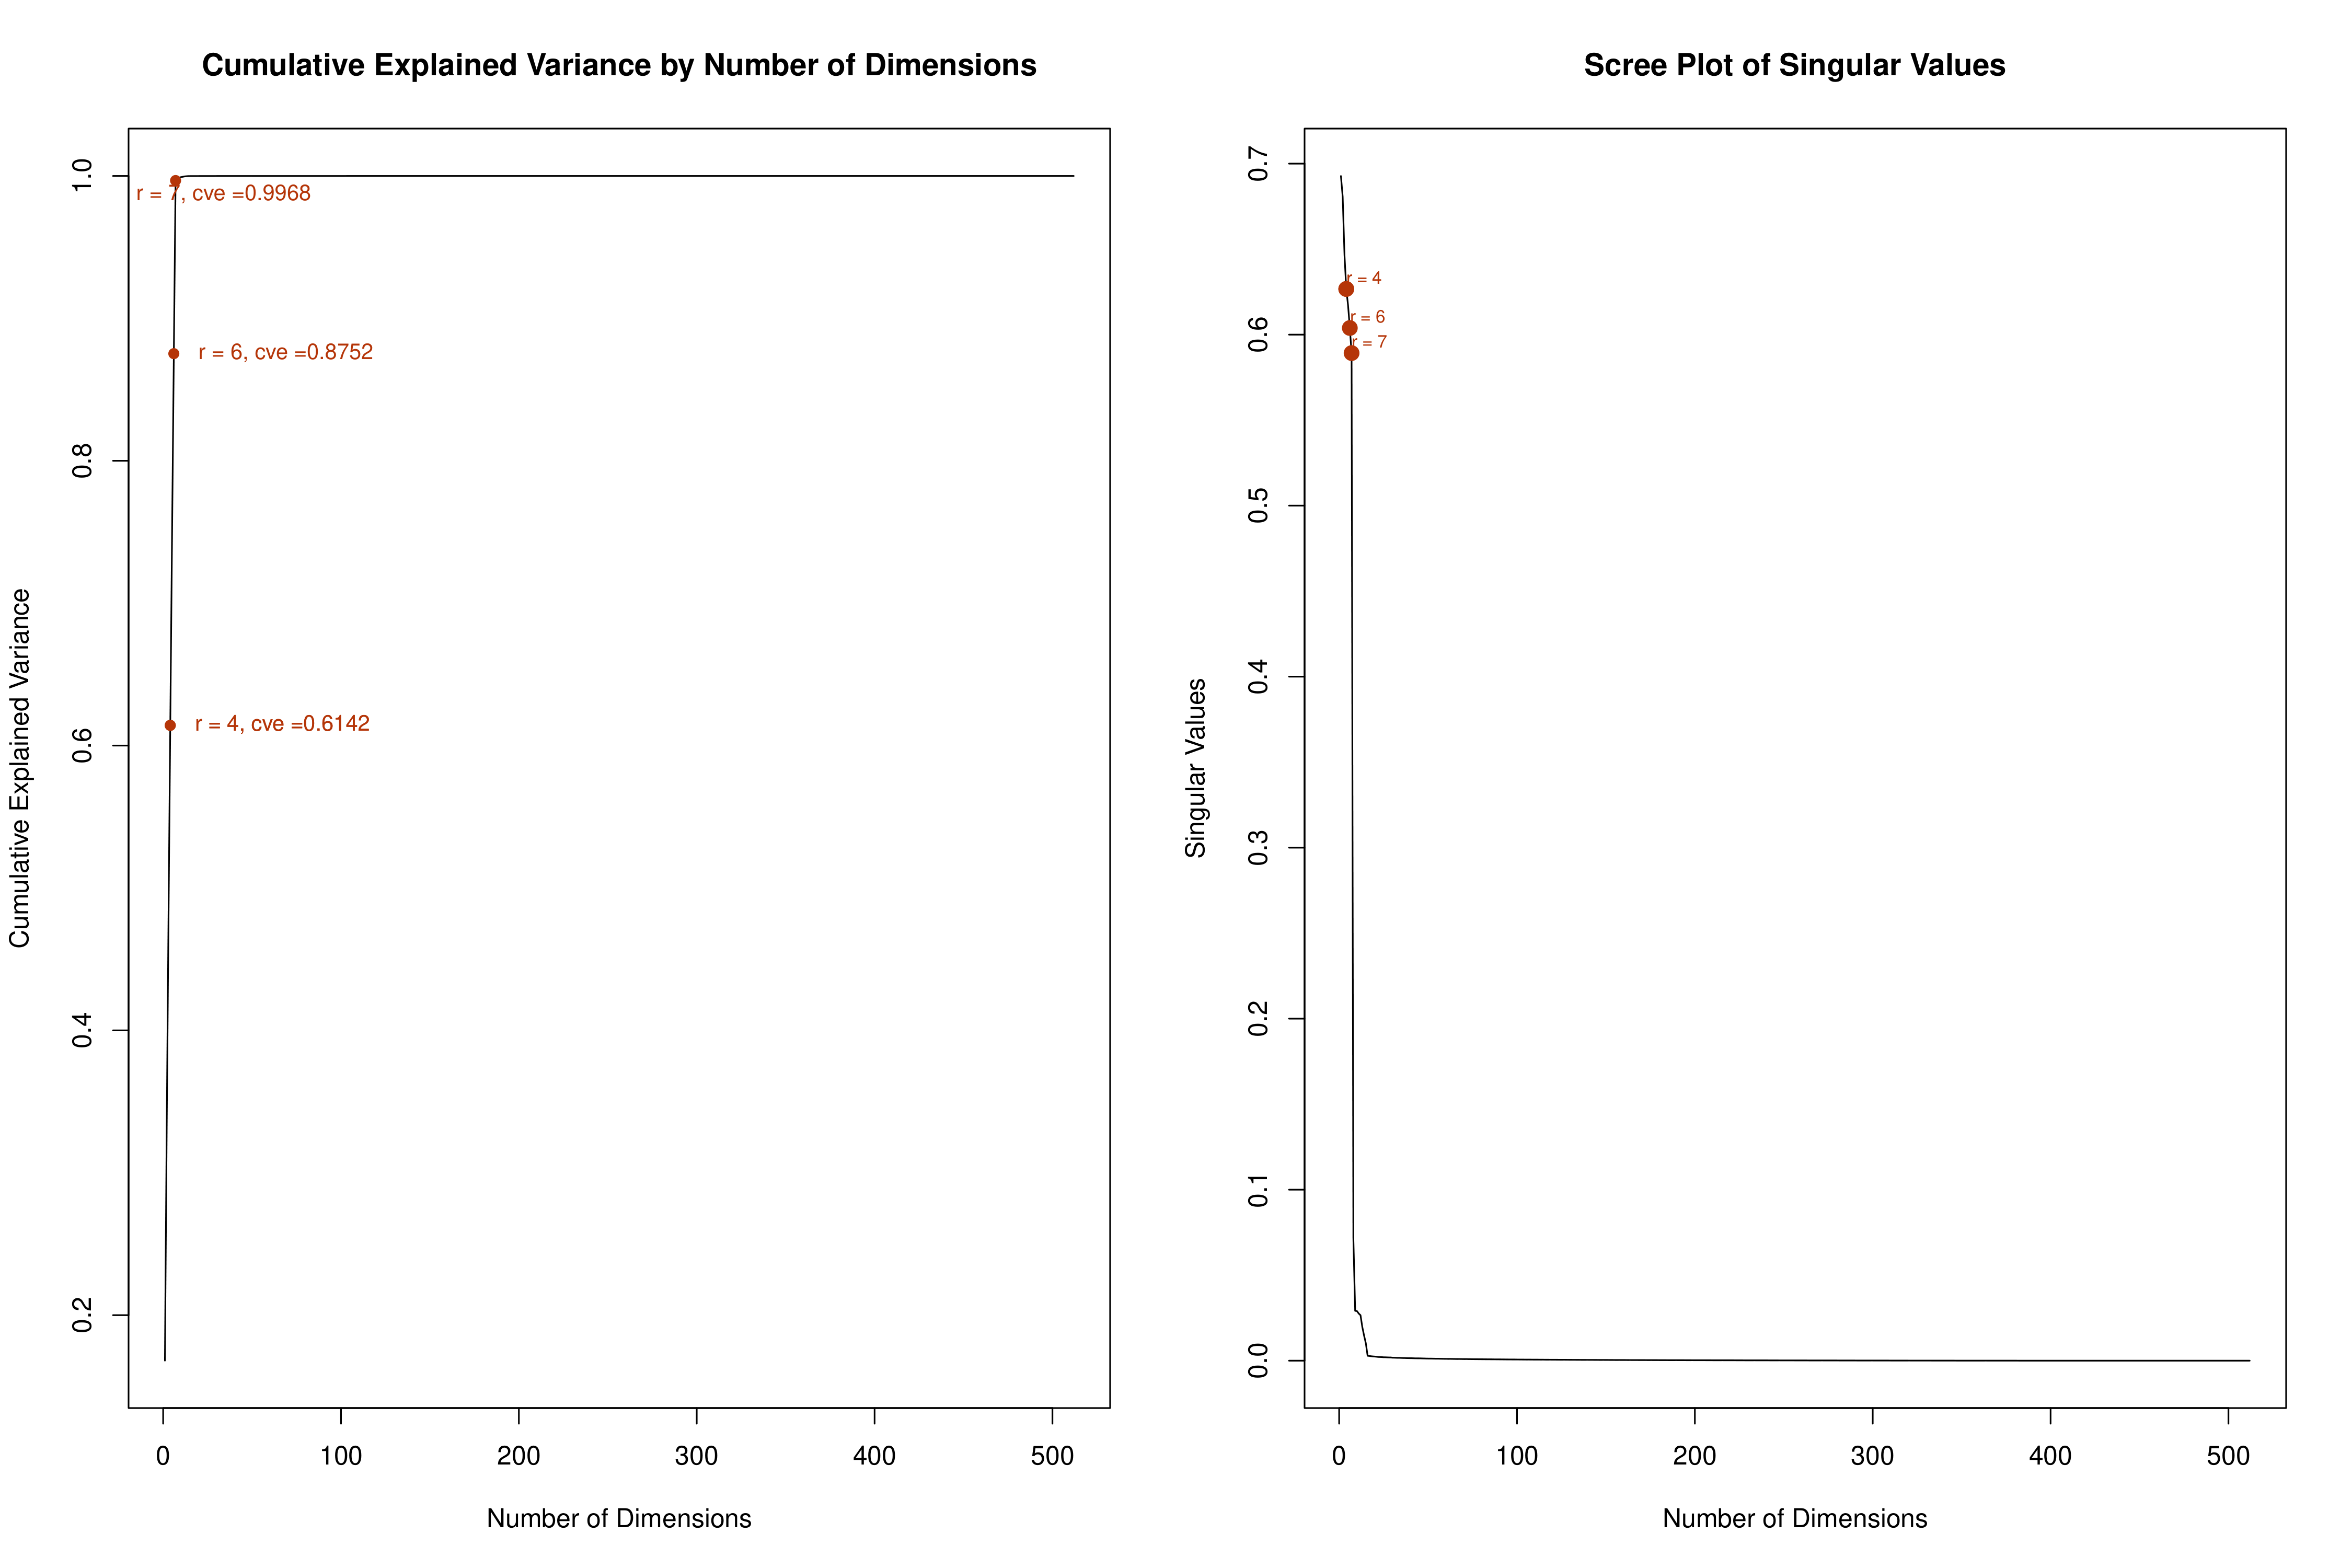 Cumulative Explained Variance by Number of Dimensions
Cumulative Explained Variance
1.0
0.8
0.6
0.4
0.2
r = 7, cve =0.9968
r = 6, cve =0.8752
r = 4, cve =0.6142
0 100 200 300 400 500
Number of Dimensions
Scree Plot of Singular Values
Singular Values
0.7
0.6
0.5
0.4
0.3
0.2
0.1
0.0
r = 4
r = 6
r = 7
0 100 200 300 400 500
Number of Dimensions